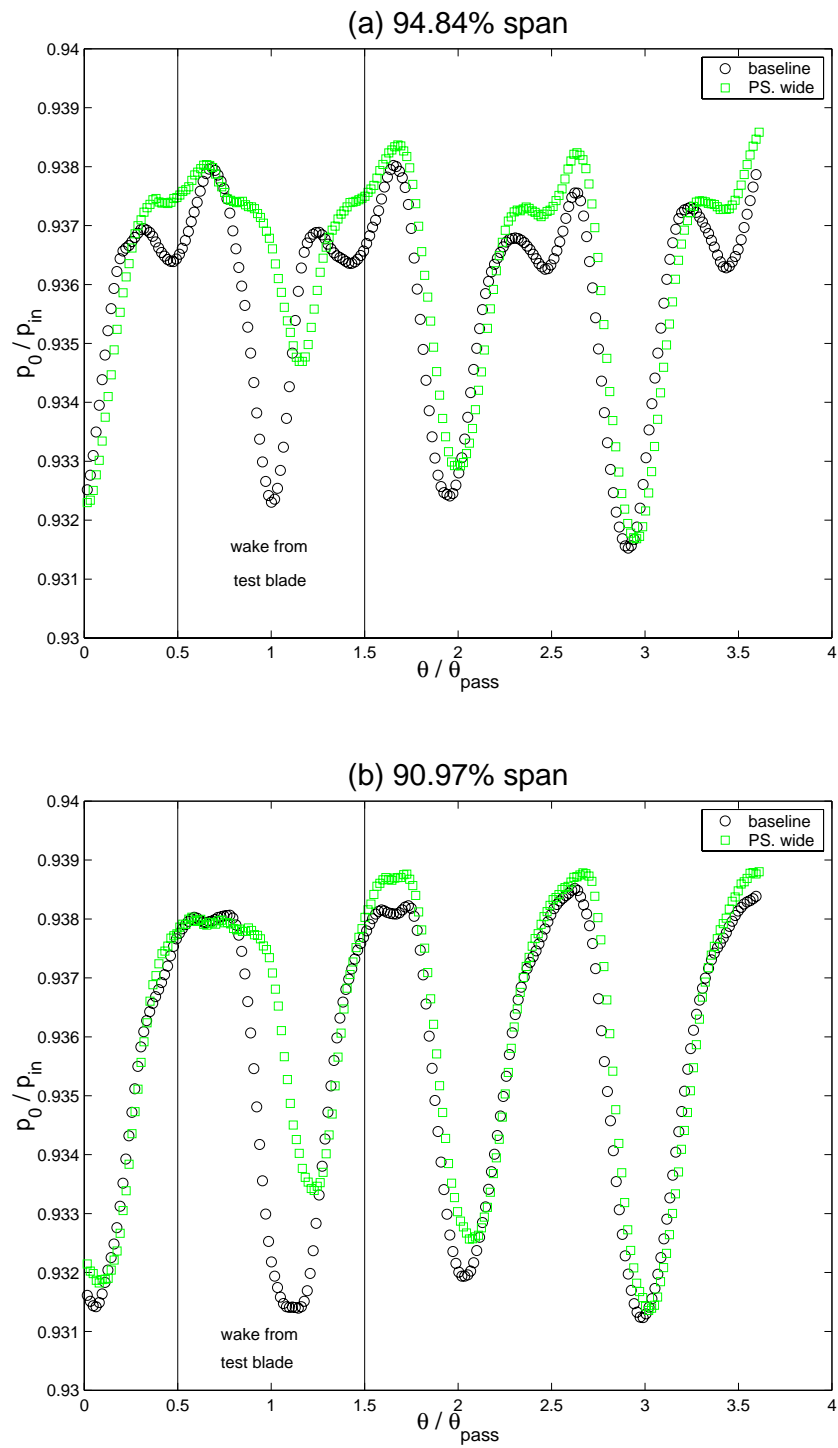 (a) 94.84% span
0.94
0.939
0.938
0.937
0.936
0.935
0.934
0.933
0.932
0.931
0.93
p0 / pin
baseline
PS. wide
wake from
test blade
0 0.5 1 1.5 2 2.5 3 3.5 4
θ / θpass
(b) 90.97% span
0.94
0.939
0.938
0.937
0.936
0.935
0.934
0.933
0.932
0.931
0.93
p0 / pin
baseline
PS. wide
wake from
test blade
0 0.5 1 1.5 2 2.5 3 3.5 4
θ / θpass